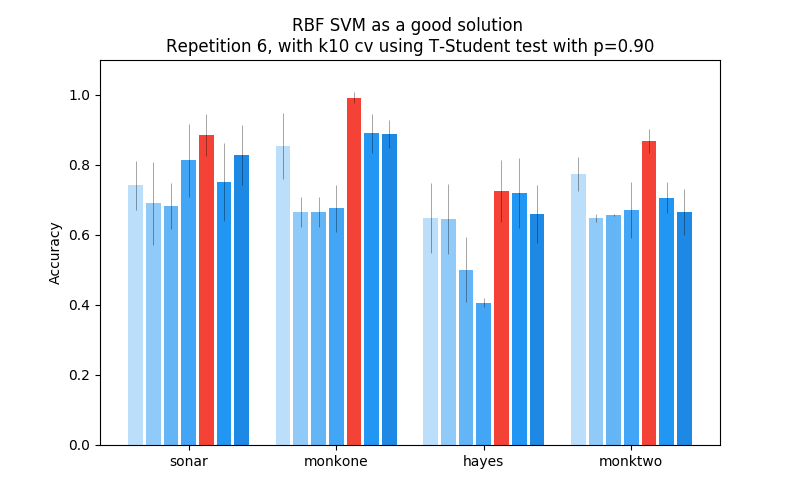 RBF SVM as a good solution
Repetition 6, with k10 cv using T-Student test with p=0.90
1.0
0.8
0.6
0.4
0.2
0.0
Accuracy
sonar monkone hayes monktwo